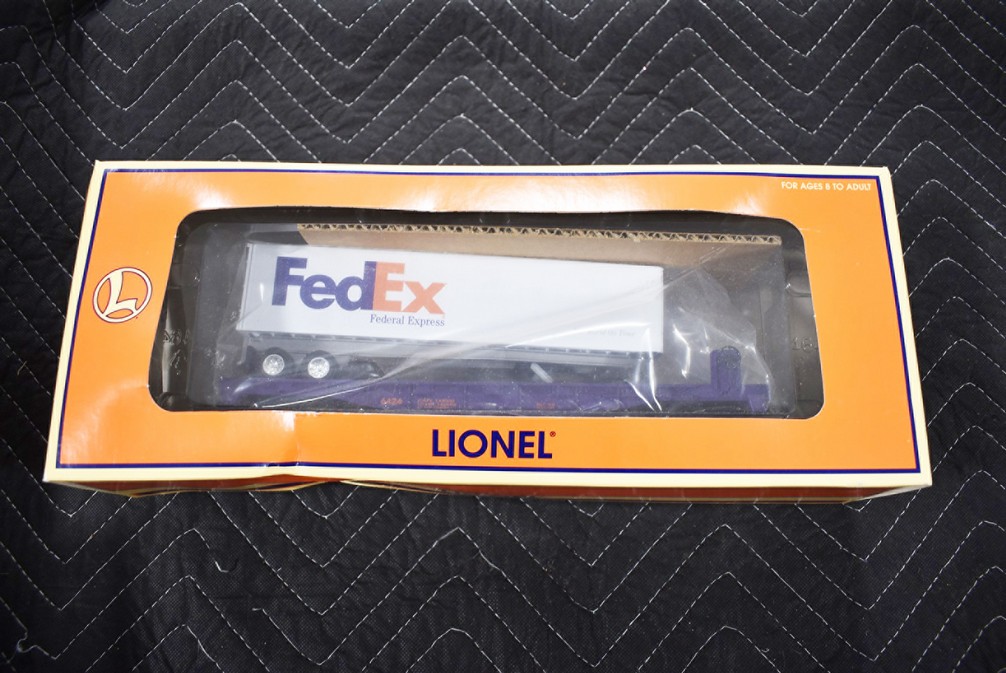 FOR AGES 8 TO ADULT
L
FedEx
Federal Express
LIONEL®